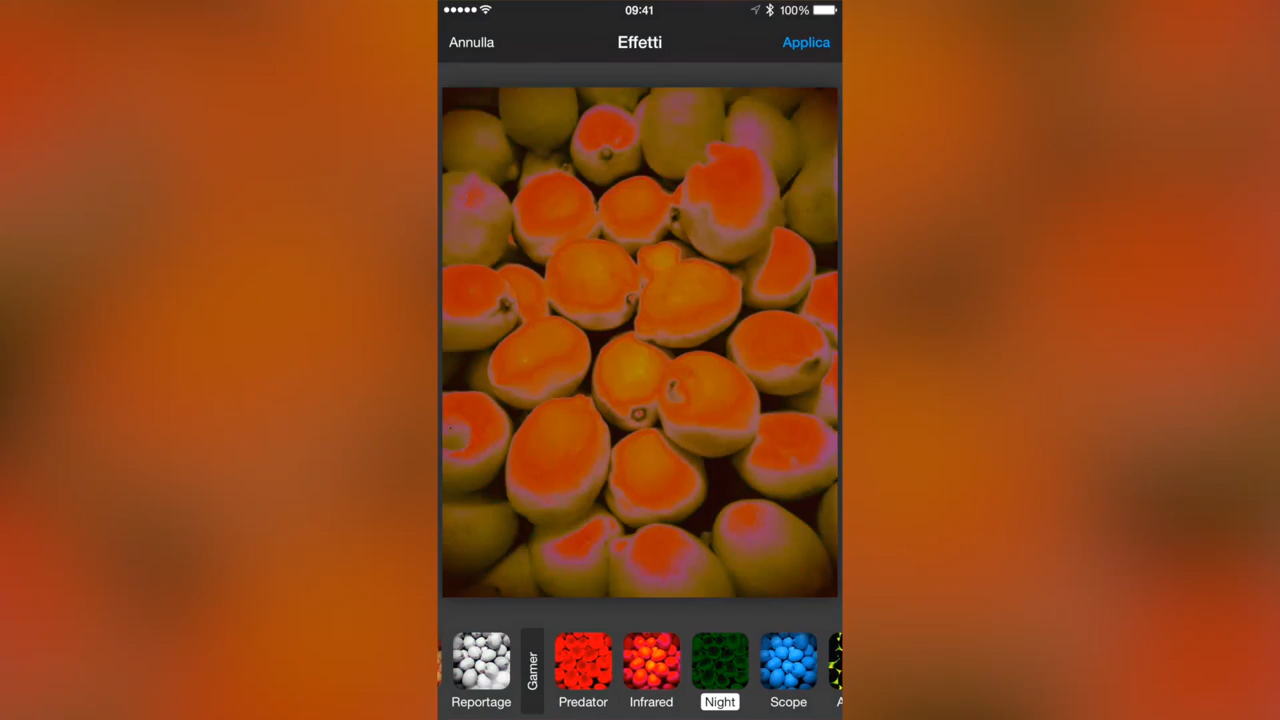 09:41
100%
Annulla
Effetti
Applica
Gamer
Reportage
Predator
Infrared
Night
Scope